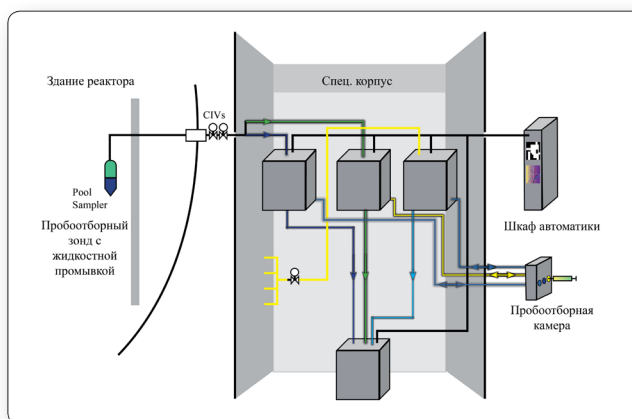 Здание реактора
Спец. корпус
CIVs
Pool
Sampler
Пробоотборный
зонд с
жидкостной
промывкой
Шкаф автоматики
Пробоотборная
камера